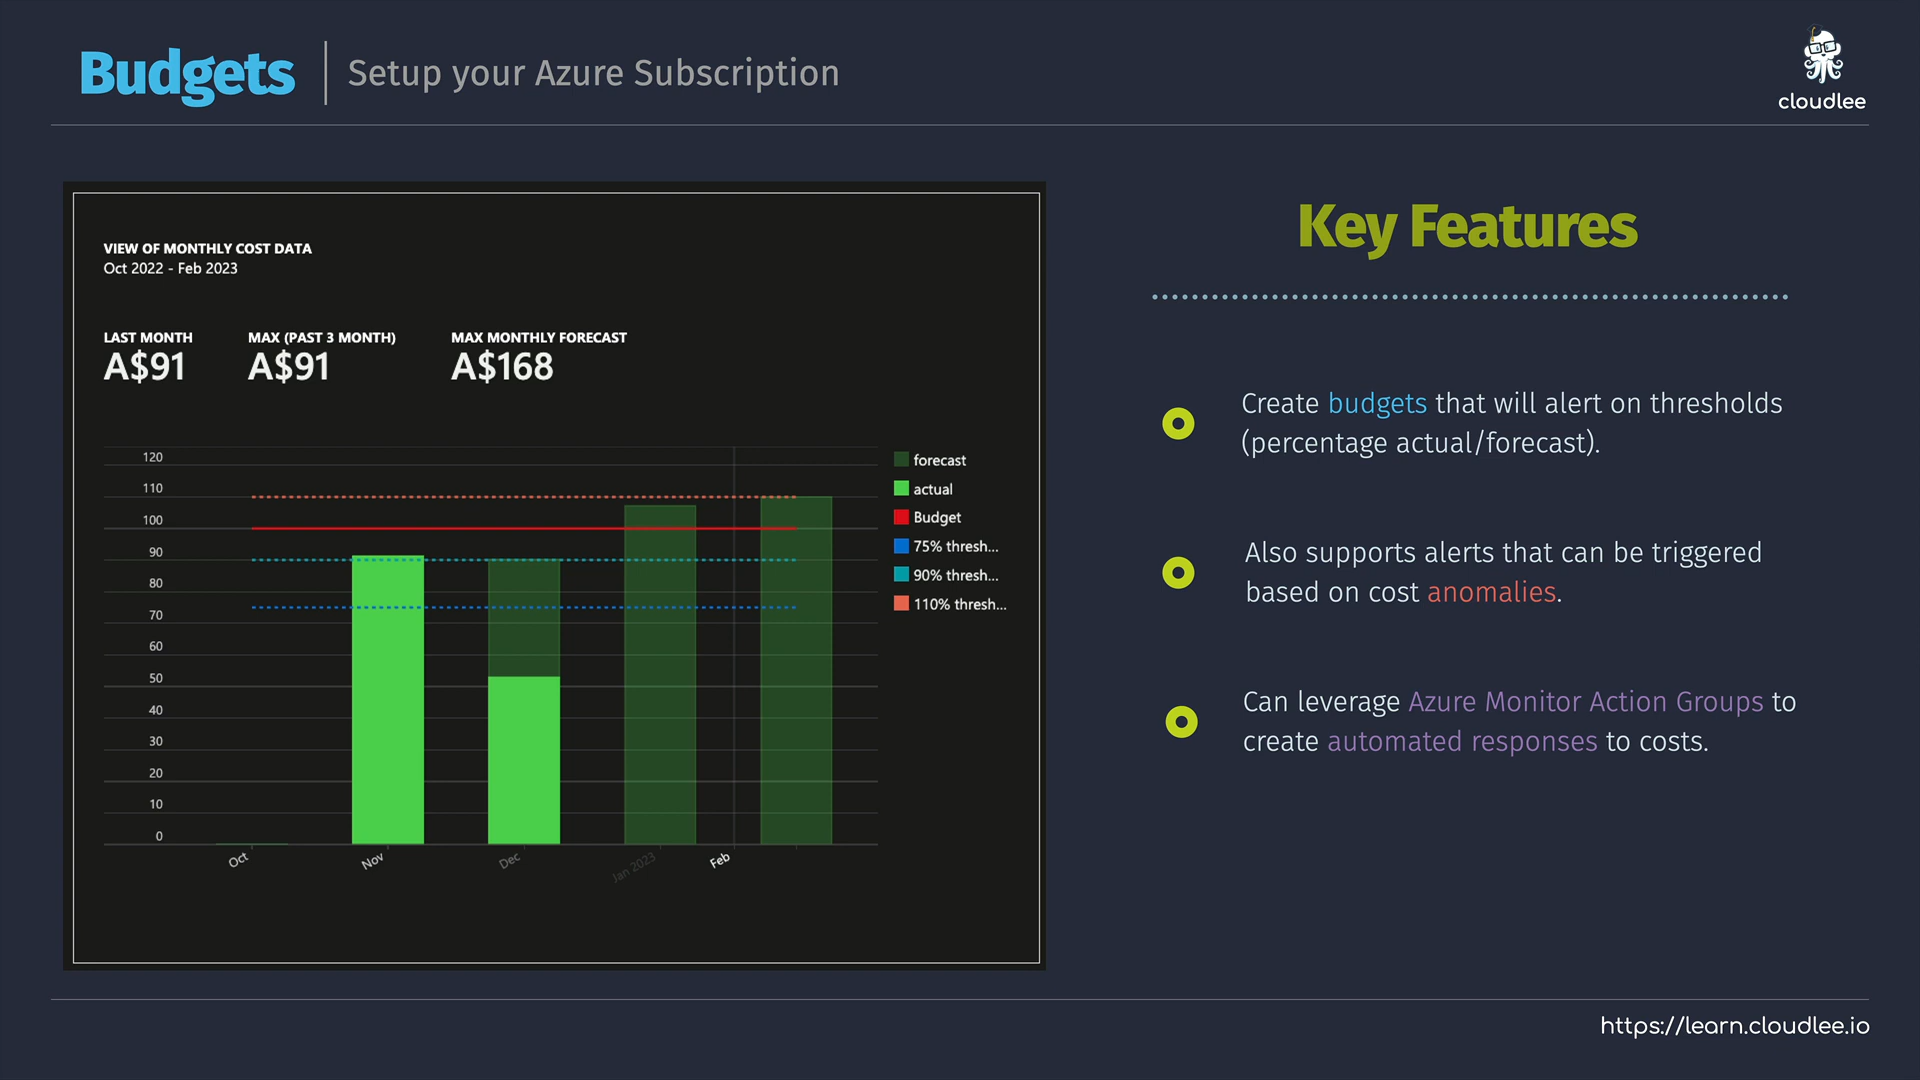 Budgets
Setup your Azure Subscription
cloudlee
VIEW OF MONTHLY COST DATA
Oct 2022 - Feb 2023
LAST MONTH
A$91
MAX (PAST 3 MONTH)
A$91
MAX MONTHLY FORECAST
A$168
120
110
100
90
80
70
60
50
40
30
20
10
0
Oct
Nov
Dec
Jan 2023
Feb
forecast
actual
Budget
75% thresh...
90% thresh...
110% thresh...
Key Features
Create budgets that will alert on thresholds
(percentage actual/forecast).
Also supports alerts that can be triggered
based on cost anomalies.
Can leverage Azure Monitor Action Groups to
create automated responses to costs.
https://learn.cloudlee.io